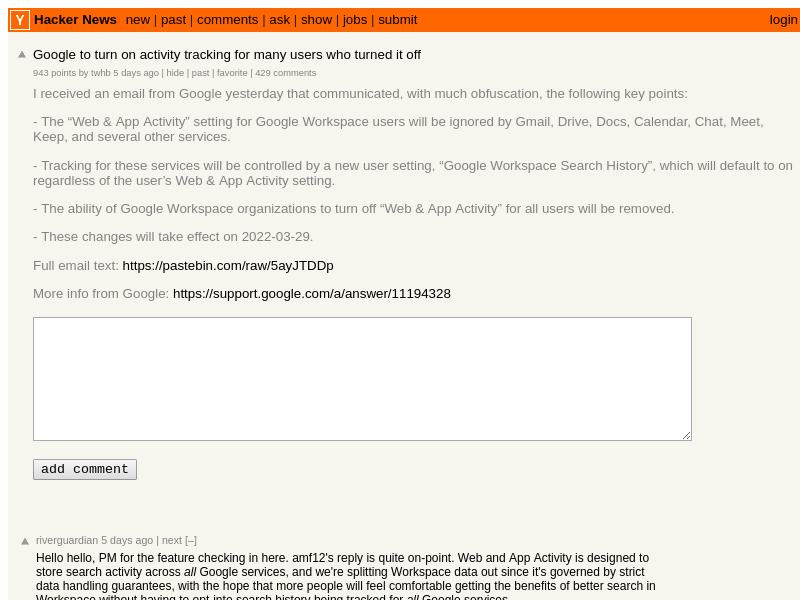 Y Hacker News new | past | comments | ask | show | jobs | submit login
Google to turn on activity tracking for many users who turned it off
943 points by twhb 5 days ago | hide | past | favorite | 429 comments
I received an email from Google yesterday that communicated, with much obfuscation, the following key points:
- The “Web & App Activity” setting for Google Workspace users will be ignored by Gmail, Drive, Docs, Calendar, Chat, Meet,
Keep, and several other services.
- Tracking for these services will be controlled by a new user setting, “Google Workspace Search History”, which will default to on
regardless of the user’s Web & App Activity setting.
- The ability of Google Workspace organizations to turn off “Web & App Activity” for all users will be removed.
- These changes will take effect on 2022-03-29.
Full email text: https://pastebin.com/raw/5ayJTDDp
More info from Google: https://support.google.com/a/answer/11194328
add comment
riverguardian 5 days ago | next [–]
Hello hello, PM for the feature checking in here. amf12's reply is quite on-point. Web and App Activity is designed to
store search activity across all Google services, and we're splitting Workspace data out since it's governed by strict
data handling guarantees, with the hope that more people will feel comfortable getting the benefits of better search in
Workspace without having to opt into search history being tracked for all Google services.